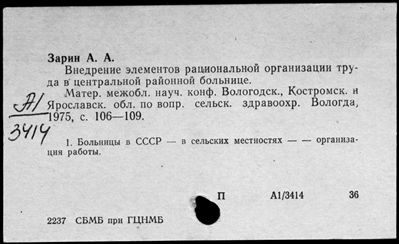 Зарин А. А.
Внедрение элементов рациональной организации тру-
да в центральной районной больнице.
Матер. межобл. науч. конф. Вологодск., Костромск. и
Ярославск. обл. по вопр. сельск. здравоохр. Вологда,
1975, с. 106—109.
А1
3414
1. Больницы в СССР — в сельских местностях — — организа-
ция работы.
П А1/3414 36
2237 СБМБ при ГЦНМБ